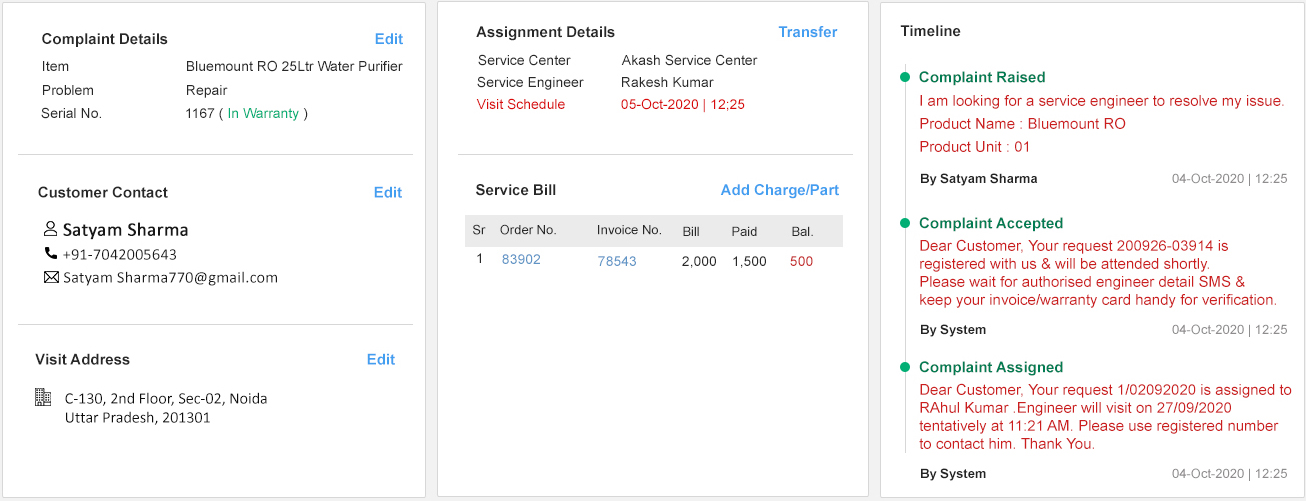 Complaint Details Edit
Item Bluemount RO 25Ltr Water Purifier
Problem Repair
Serial No. 1167 ( In Warranty )
Customer Contact Edit
Satyam Sharma
+91-7042005643
Satyam Sharma770@gmail.com
Visit Address Edit
C-130, 2nd Floor, Sec-02, Noida
Uttar Pradesh, 201301
Assignment Details Transfer
Service Center Akash Service Center
Service Engineer Rakesh Kumar
Visit Schedule 05-Oct-2020 | 12:25
Service Bill Add Charge/Part
Sr Order No. Invoice No. Bill Paid Bal.
1 83902 78543 2,000 1,500 500
Timeline
Complaint Raised
I am looking for a service engineer to resolve my issue.
Product Name : Bluemount RO
Product Unit : 01
By Satyam Sharma 04-Oct-2020 | 12:25
Complaint Accepted
Dear Customer, Your request 200926-03914 is
registered with us & will be attended shortly.
Please wait for authorised engineer detail SMS &
keep your invoice/warranty card handy for verification.
By System 04-Oct-2020 | 12:25
Complaint Assigned
Dear Customer, Your request 1/02092020 is assigned to
RAhul Kumar .Engineer will visit on 27/09/2020
tentatively at 11:21 AM. Please use registered number
to contact him. Thank You.
By System 04-Oct-2020 | 12:25